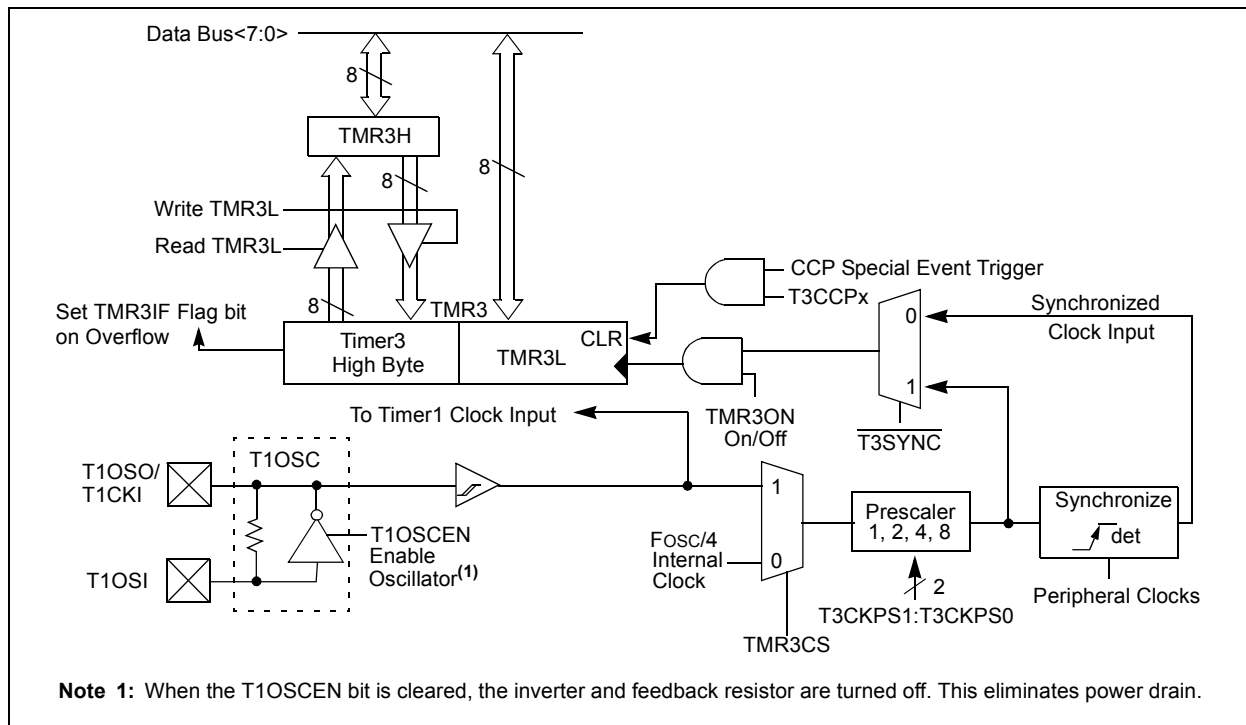 Data Bus<7:0>
8
TMR3H
8
8
Write TMR3L
Read TMR3L
8
TMR3
CCP Special Event Trigger
T3CCPx
Set TMR3IF Flag bit
on Overflow
Timer3
High Byte
TMR3L
CLR
0
1
Synchronized
Clock Input
To Timer1 Clock Input
TMR3ON
On/Off
T3SYNC
T1OSC
T1OSO/
T1CKI
T1OSI
T1OSCEN
Enable
Oscillator(1)
FOSC/4
Internal
Clock
1
0
Prescaler
1, 2, 4, 8
Synchronize
det
2
T3CKPS1:T3CKPS0
Peripheral Clocks
TMR3CS
Note 1: When the T1OSCEN bit is cleared, the inverter and feedback resistor are turned off. This eliminates power drain.